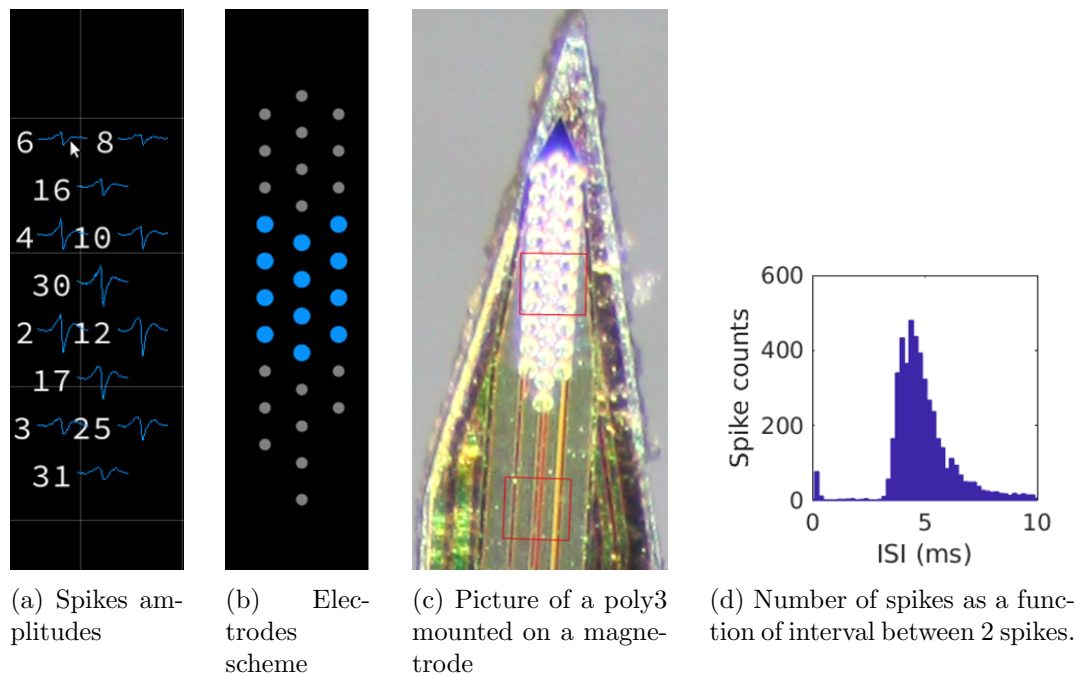 6 8
16
4 10
30
2 12
17
3 25
31
600
400
200
0
Spike counts
0 5 10
ISI (ms)
(a) Spikes am-
plitudes
(b) Elec-
trodes
scheme
(c) Picture of a poly3
mounted on a magne-
trode
(d) Number of spikes as a func-
tion of interval between 2 spikes.